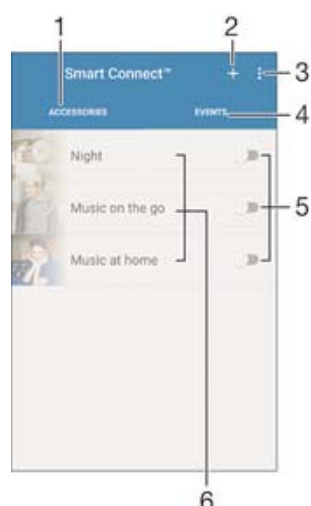 1
2
Smart Connect™
+
3
ACCESSORIES
EVENTS
4
Night
Music on the go
5
Music at home
6